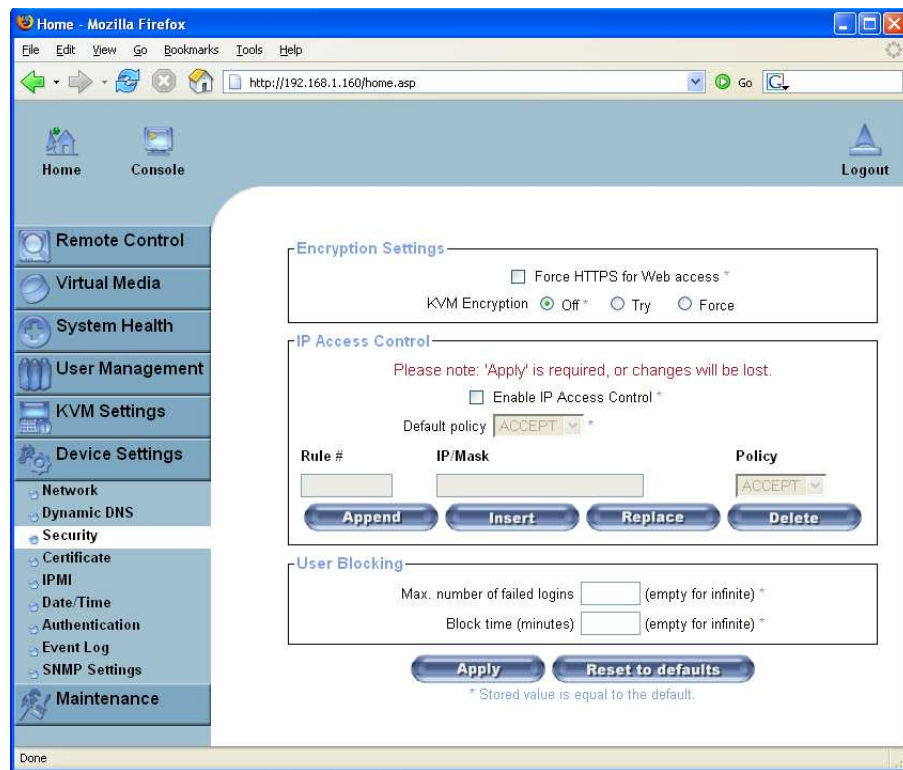 Home - Mozilla Firefox
File Edit View Go Bookmarks Tools Help
http://192.168.1.160/home.asp Go G
Home Console Logout
Remote Control
Virtual Media
System Health
User Management
KVM Settings
Device Settings
Network
Dynamic DNS
Security
Certificate
IPMI
Date/Time
Authentication
Event Log
SNMP Settings
Maintenance
Encryption Settings
Force HTTPS for Web access *
KVM Encryption Off * Try Force
IP Access Control
Please note: 'Apply' is required, or changes will be lost.
Enable IP Access Control *
Default policy ACCEPT *
Rule # IP/Mask Policy
ACCEPT
Append Insert Replace Delete
User Blocking
Max. number of failed logins (empty for infinite) *
Block time (minutes) (empty for infinite) *
Apply Reset to defaults
* Stored value is equal to the default.
Done